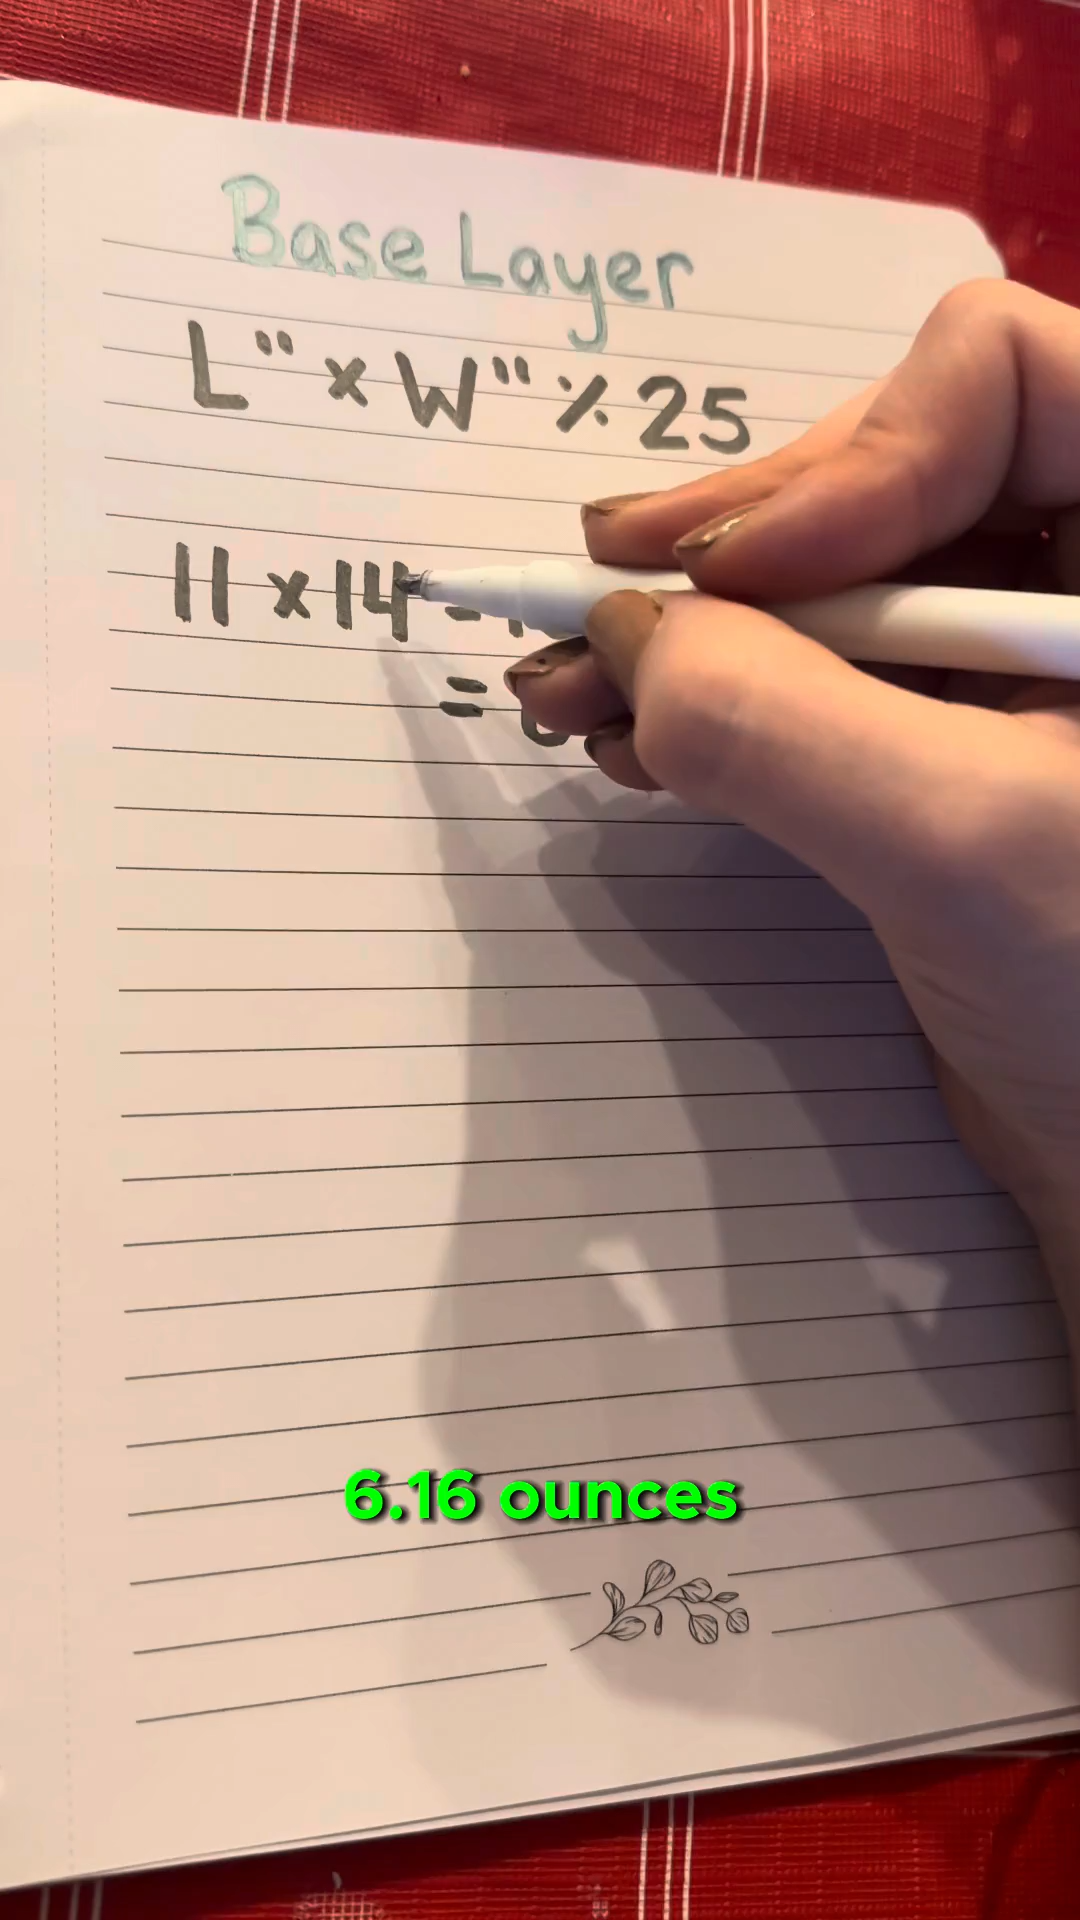 Base Layer
L" x W" ٪ 25
11 x 14 =
=
6.16 ounces